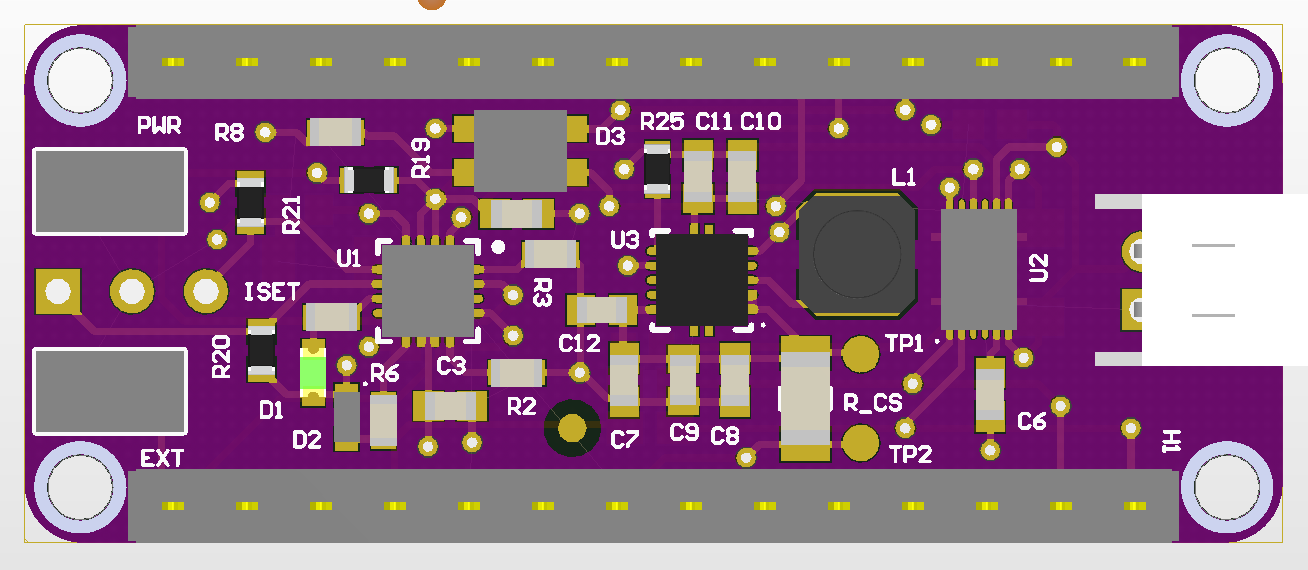 PWR
R8
R19
D3
R25 C11 C10
L1
R21
U1
U3
U2
ISET
R3
C12
TP1
R20
C3
R6
R2
D1
R_CS
D2
C7
C9
C8
C6
TP2
H1
EXT